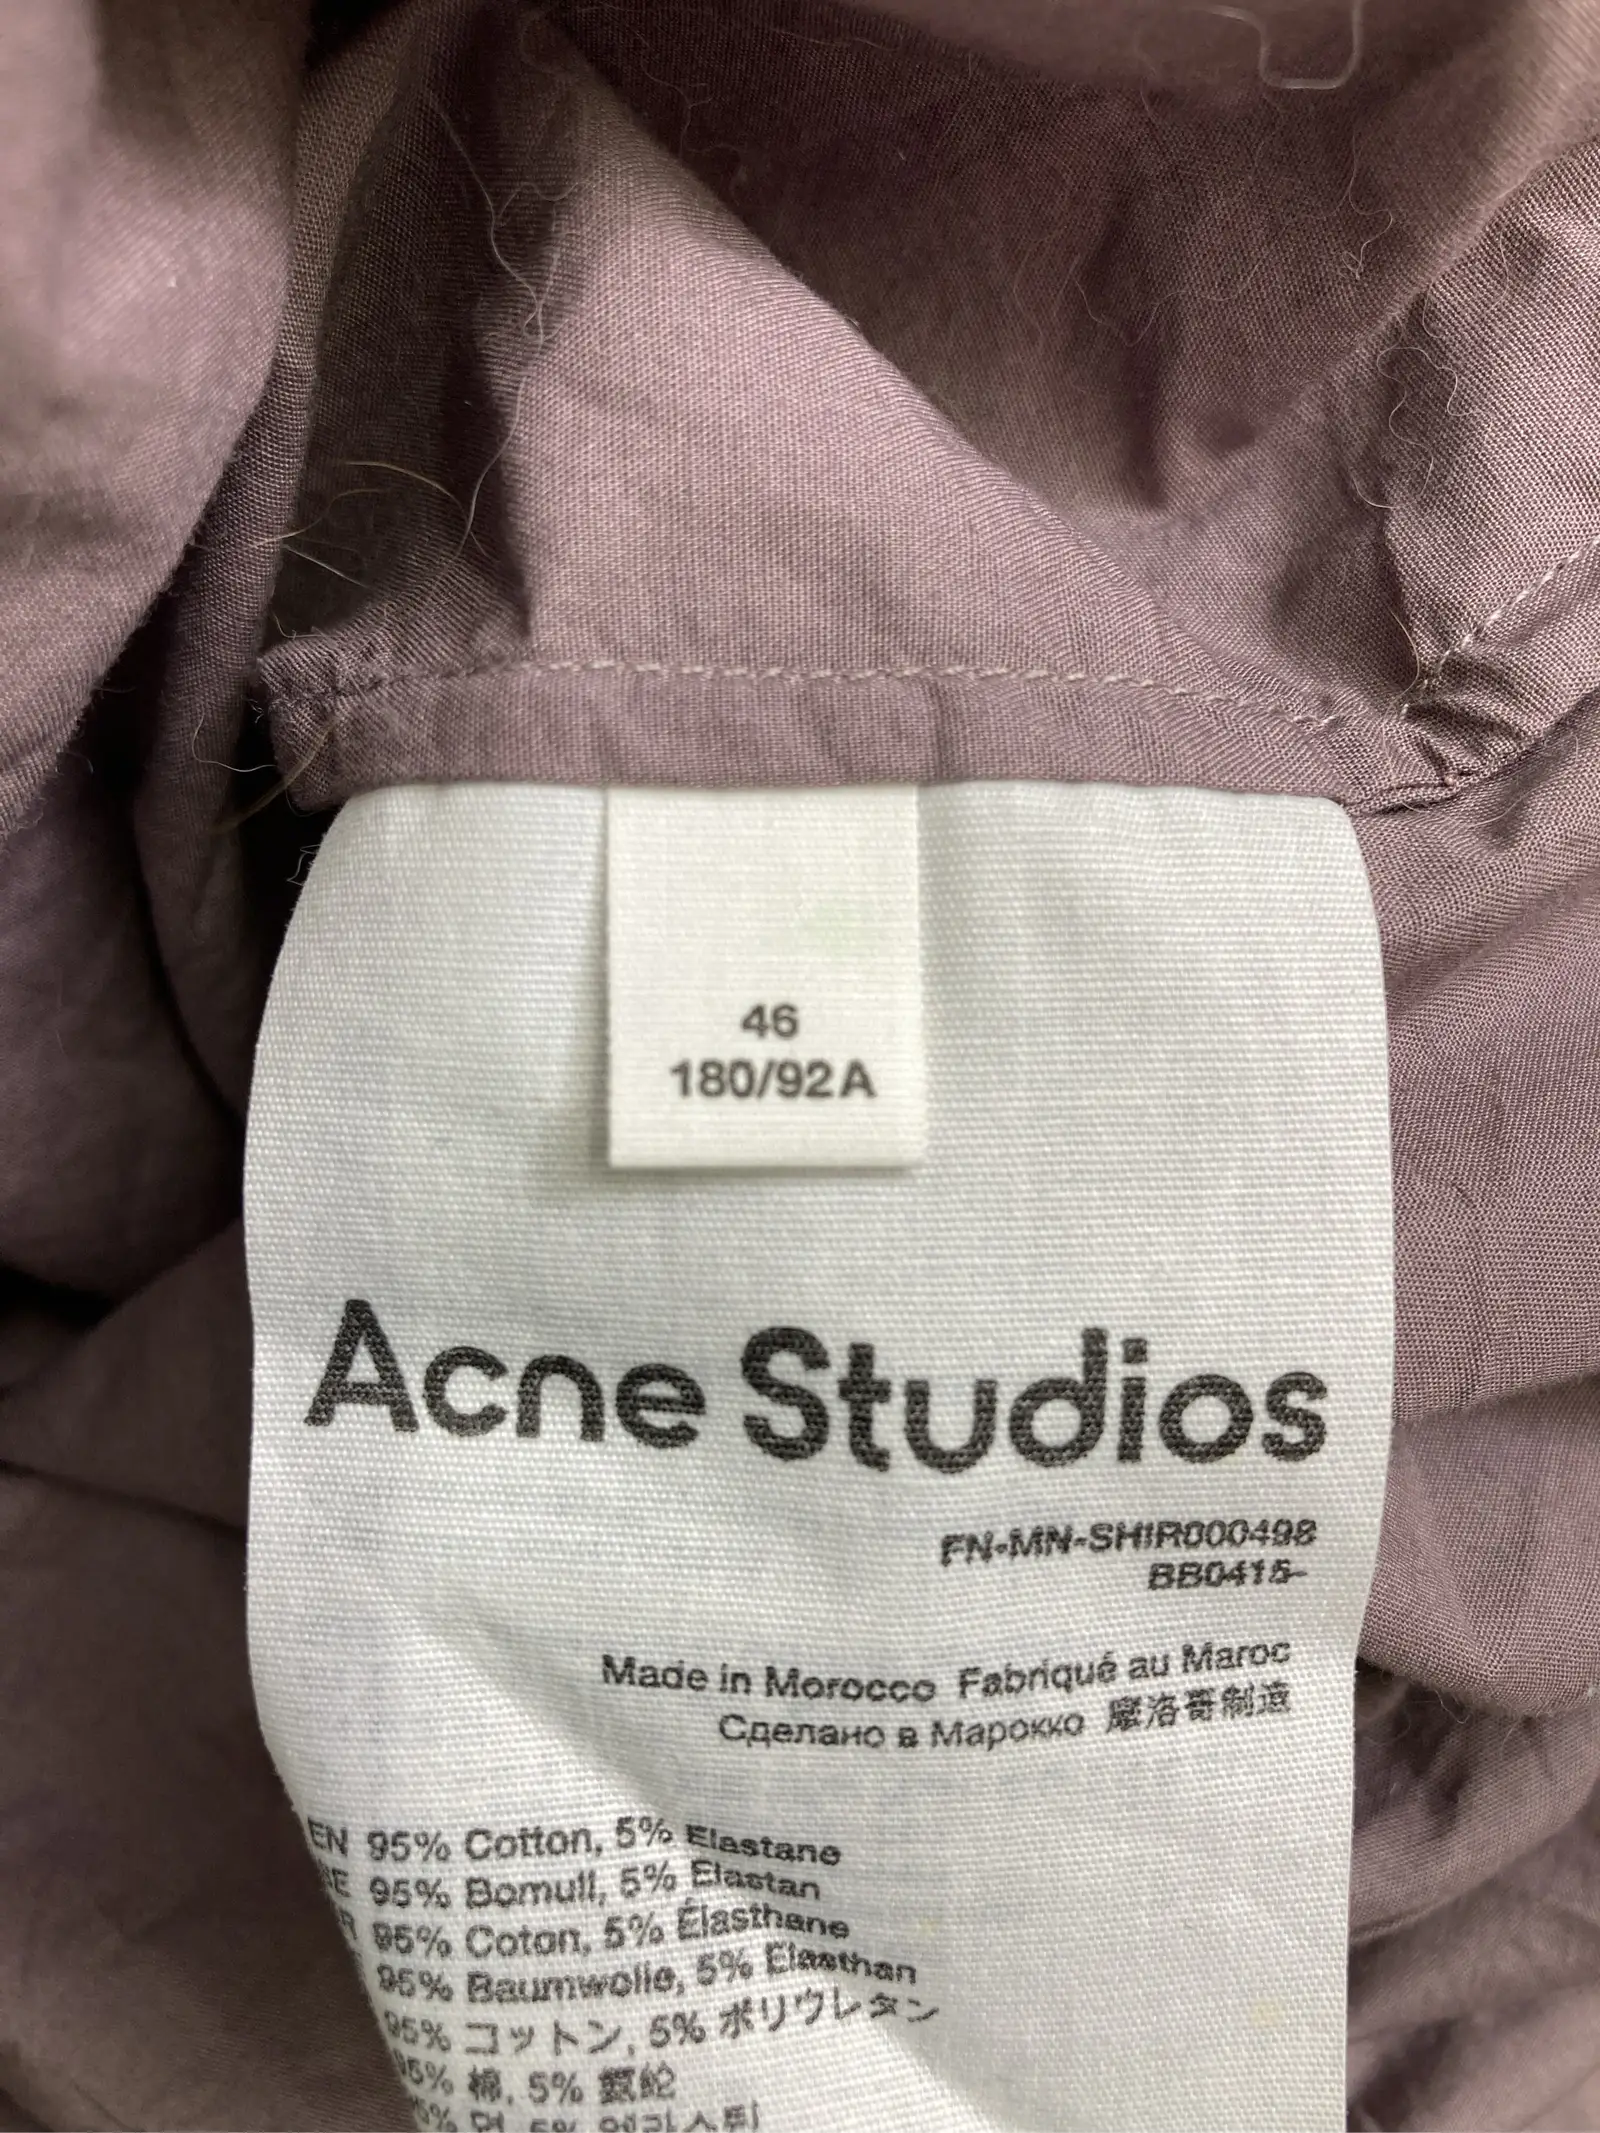 46
180/92A
Acne Studios
FN-MN-SHIR000498
BB0415-
Made in Morocco Fabriqué au Maroc
Сделано в Марокко 摩洛哥制造
EN 95% Cotton, 5% Elastane
95% Bomull, 5% Elastan
95% Coton, 5% Élasthane
95% Baumwolle, 5% Elasthan
95% コットン, 5% ポリウレタン
95% 棉, 5% 氨纶
면, 5%